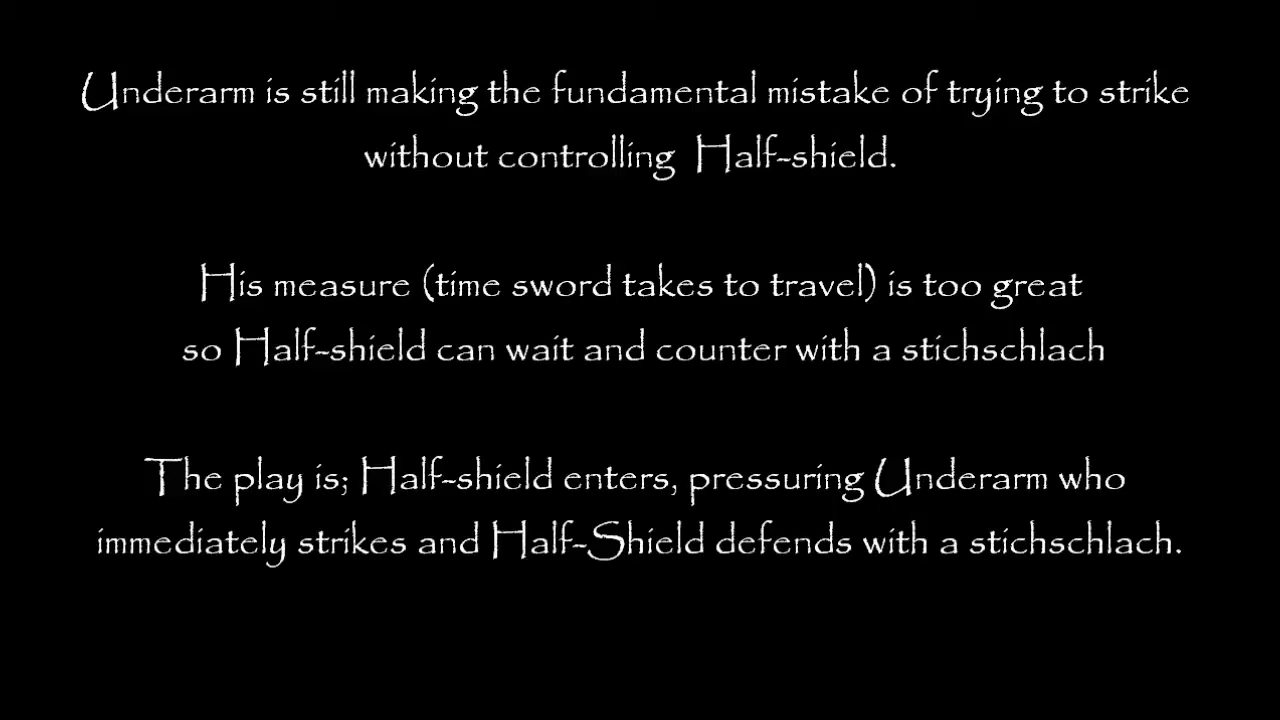 Underarm is still making the fundamental mistake of trying to strike
without controlling Half-shield.
His measure (time sword takes to travel) is too great
so Half-shield can wait and counter with a stichschlach
The play is; Half-shield enters, pressuring Underarm who
immediately strikes and Half-Shield defends with a stichschlach.